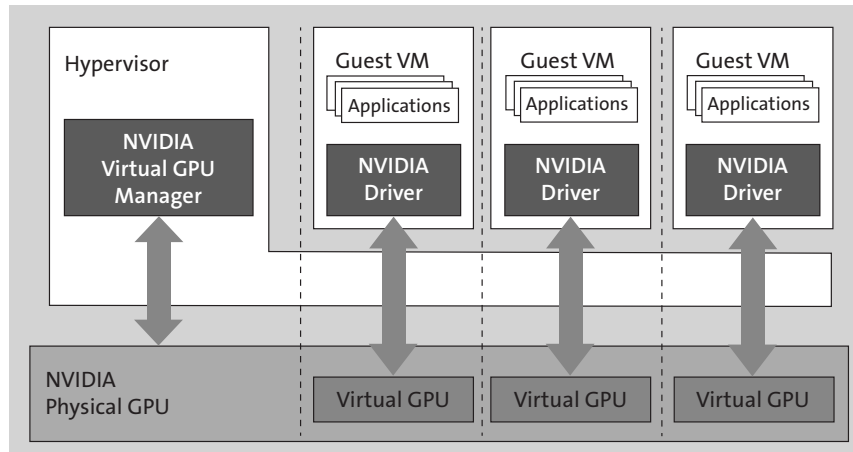 Hypervisor
NVIDIA
Virtual GPU
Manager
Guest VM
Applications
NVIDIA
Driver
Guest VM
Applications
NVIDIA
Driver
Guest VM
Applications
NVIDIA
Driver
NVIDIA
Physical GPU
Virtual GPU
Virtual GPU
Virtual GPU